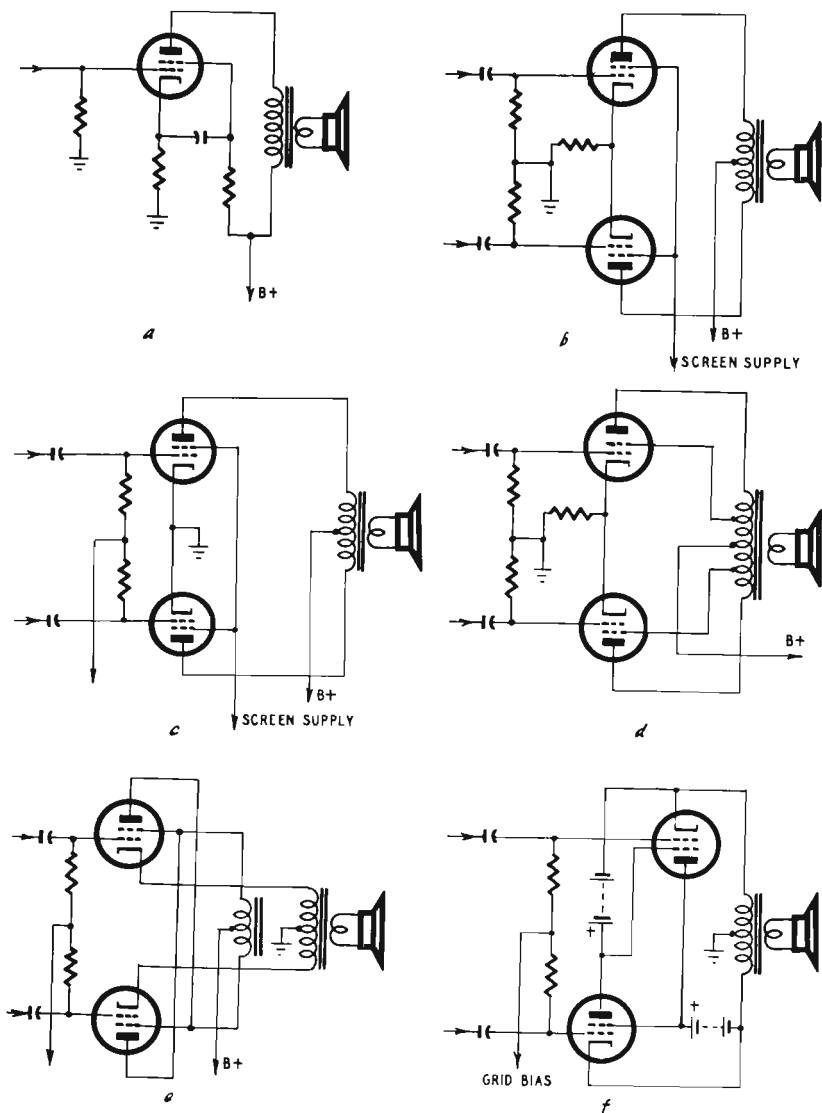 B+
a
B+
SCREEN SUPPLY
b
B+
SCREEN SUPPLY
c
B+
d
B+
e
+
+
GRID BIAS
f